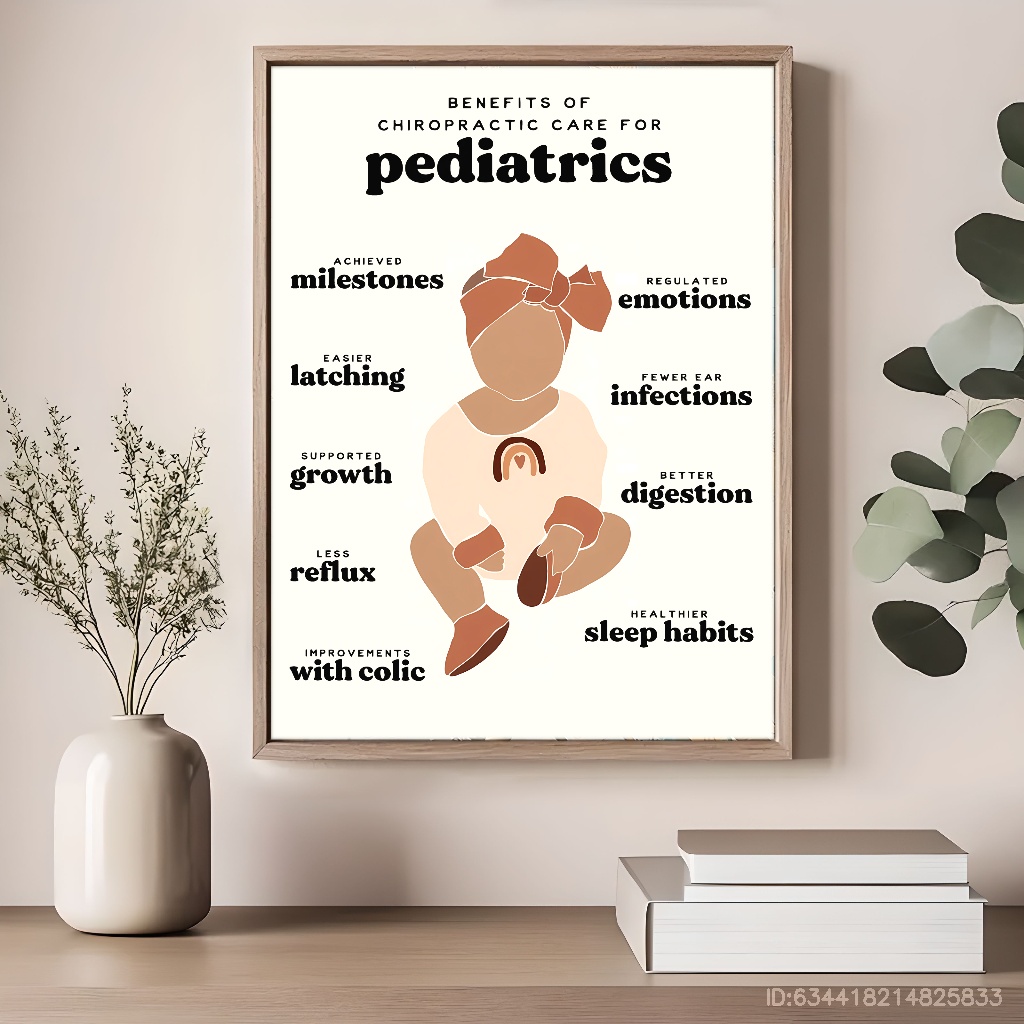 BENEFITS OF
CHIROPRACTIC CARE FOR
pediatrics
ACHIEVED
milestones
EASIER
latching
SUPPORTED
growth
LESS
reflux
IMPROVEMENTS
with colic
REGULATED
emotions
FEWER EAR
infections
BETTER
digestion
HEALTHIER
sleep habits
ID:634418214825833